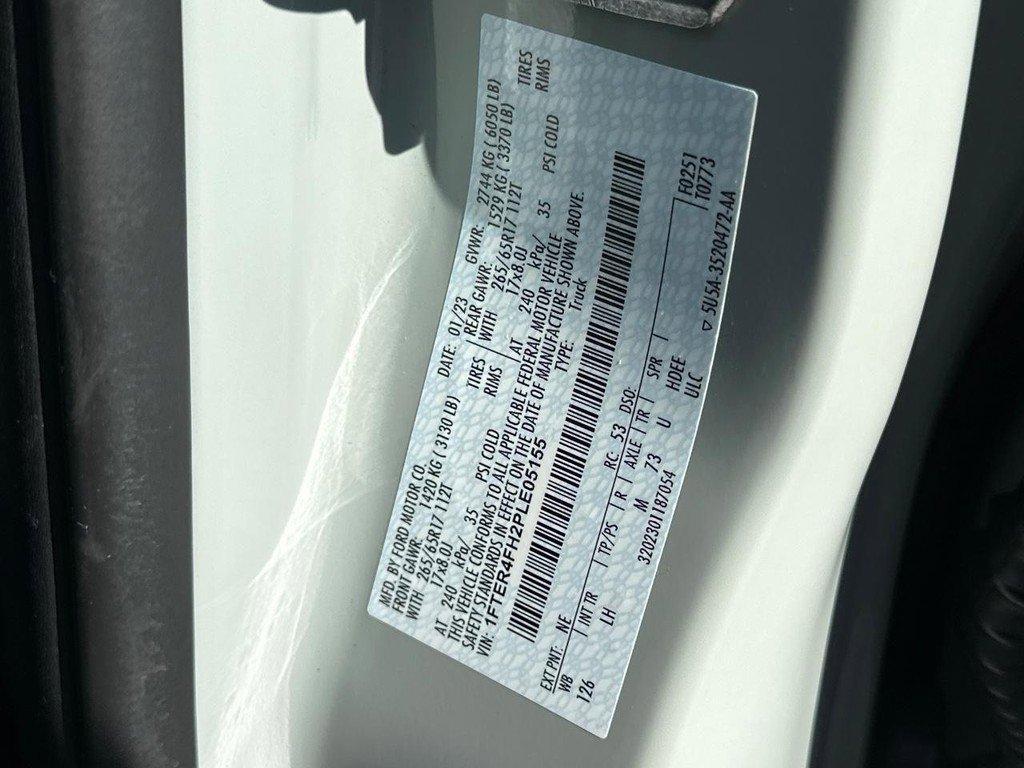 MFD. BY FORD MOTOR CO. DATE: 01/23 GVWR: 2744 KG ( 6050 LB)
FRONT GAWR: 1420 KG ( 3130 LB) REAR GAWR: 1529 KG ( 3370 LB)
WITH 265/65R17 112T TIRES WITH 265/65R17 112T TIRES
17x8.0J RIMS 17x8.0J RIMS
AT 240 kPa/ 35 PSI COLD AT 240 kPa/ 35 PSI COLD
THIS VEHICLE CONFORMS TO ALL APPLICABLE FEDERAL MOTOR VEHICLE
SAFETY STANDARDS IN EFFECT ON THE DATE OF MANUFACTURE SHOWN ABOVE.
VIN: 1FTER4FH2PLE05155 TYPE: Truck
EXT PNT: NE RC: 53 DSO: F0251
WB INT TR TP/PS R AXLE TR SPR T0773
126 LH M 73 U HDEE
ULC
3202301187054 ▽ 5U5A-3520472-AA